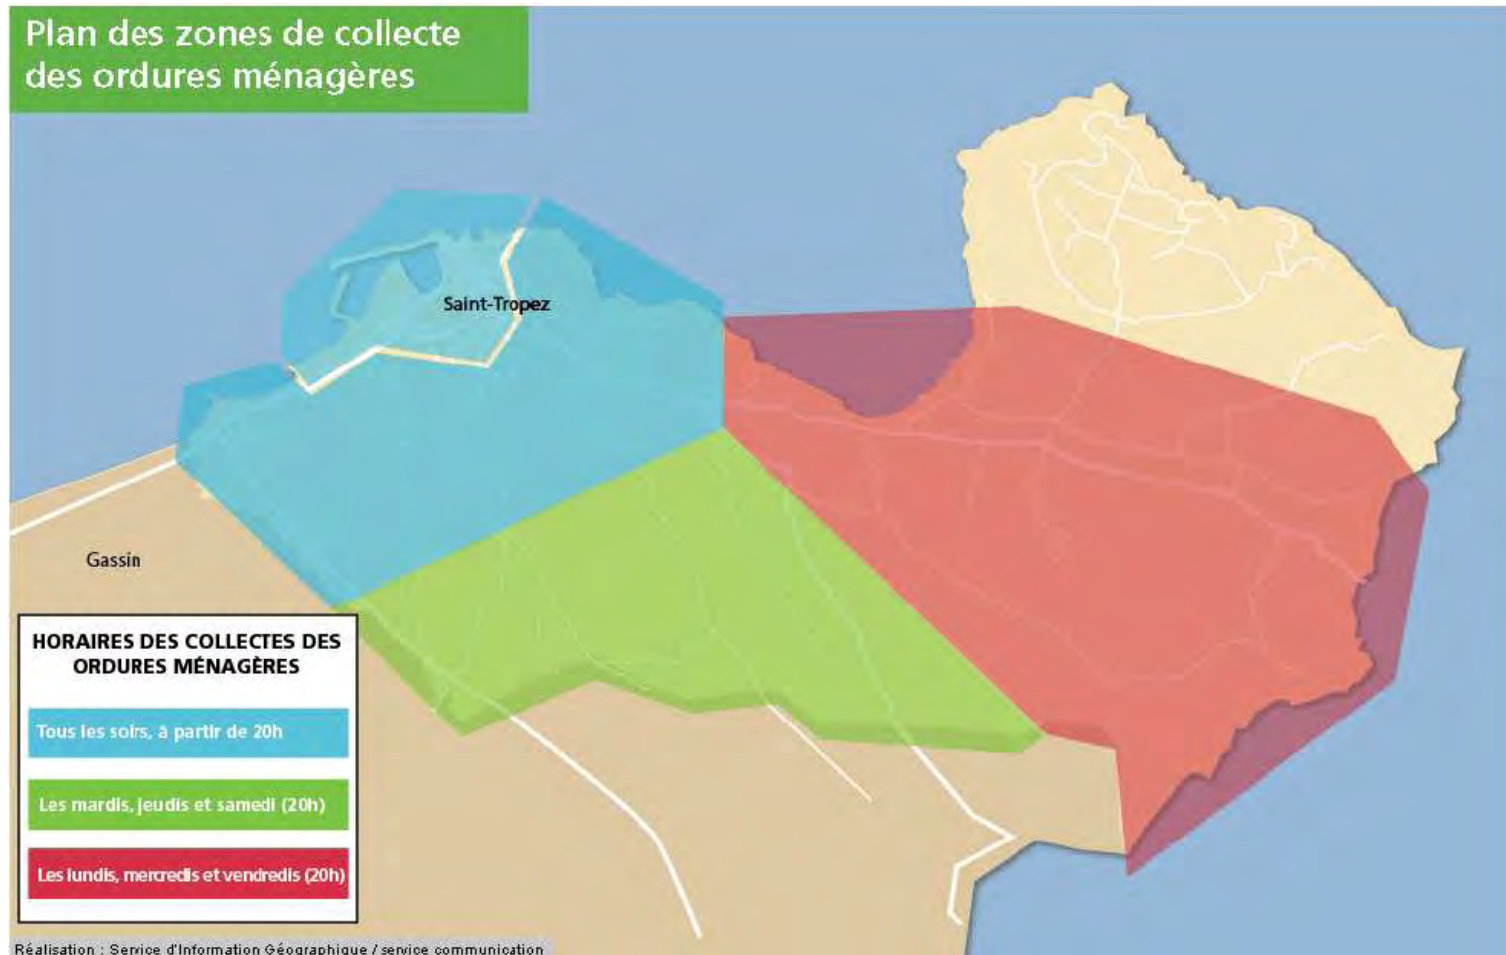 Plan des zones de collecte
des ordures ménagères
Saint-Tropez
Gassin
HORAIRES DES COLLECTES DES
ORDURES MÉNAGÈRES
Tous les soirs, à partir de 20h
Les mardis, jeudis et samedi (20h)
Les lundis, mercredis et vendredis (20h)
Réalisation : Service d'Information Géographique / service communication